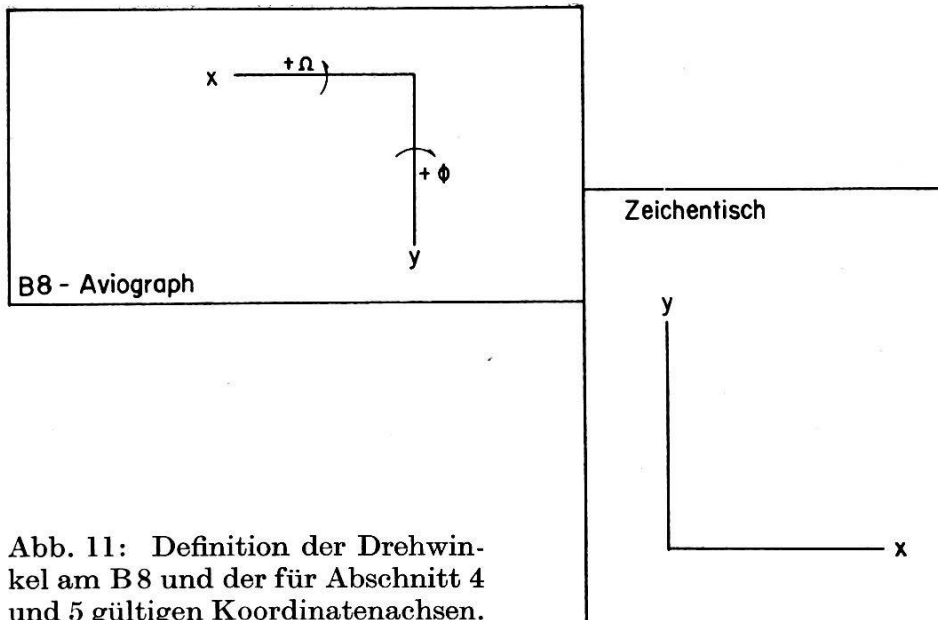 +Ω
x
+ Φ
y
B8 - Aviograph
Zeichentisch
y
x
Abb. 11: Definition der Drehwin-
kel am B 8 und der für Abschnitt 4
und 5 gültigen Koordinatenachsen.